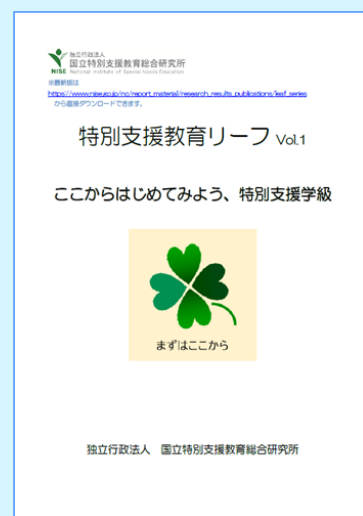 独立行政法人
国立特別支援教育総合研究所
NISE National Institute of Special Needs Education
※最新版は
https://www.nise.go.jp/nc/report_material/research_results_publications/leaf_series
から直接ダウンロードできます。
特別支援教育リーフ Vol.1
ここからはじめてみよう、特別支援学級
まずはここから
独立行政法人　国立特別支援教育総合研究所